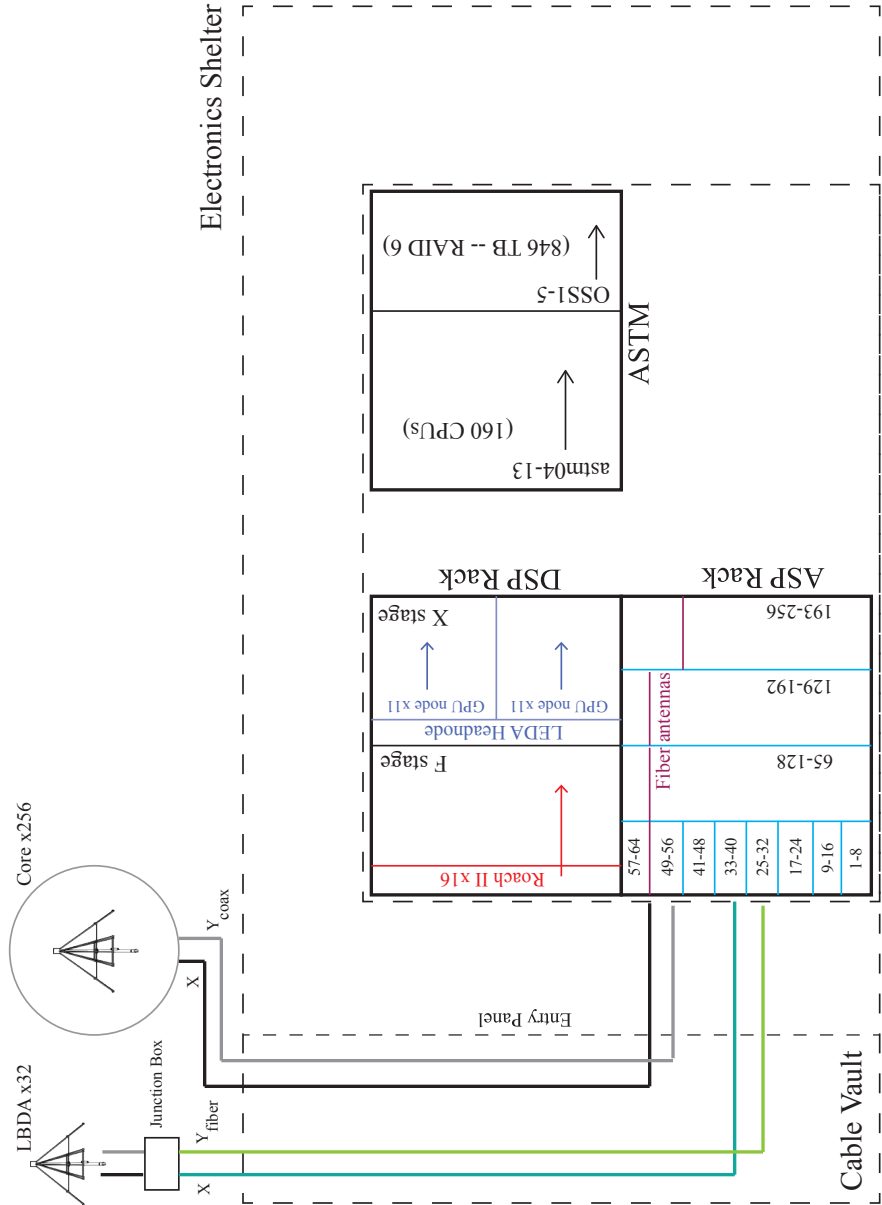 Electronics Shelter
(846 TB -- RAID 6)
OSS1-5
(160 CPUs)
astm04-13
ASTM
DSP Rack
X stage
GPU node x11
GPU node x11
LEDA Headnode
F stage
Roach II x16
ASP Rack
193-256
129-192
65-128
Fiber antennas
57-64
49-56
41-48
33-40
25-32
17-24
9-16
1-8
Core x256
X
Ycoax
LBDA x32
Junction Box
X
Yfiber
Entry Panel
Cable Vault